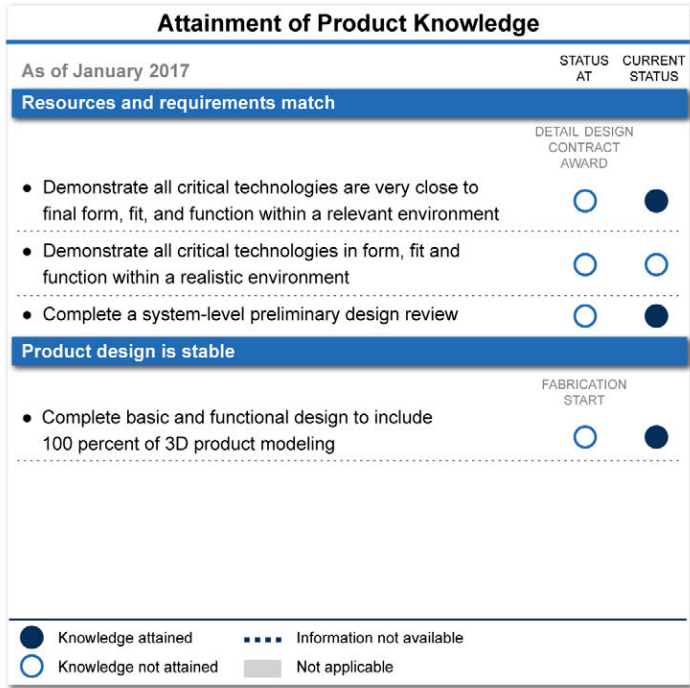 Attainment of Product Knowledge
As of January 2017
STATUS AT
CURRENT STATUS
Resources and requirements match
DETAIL DESIGN
CONTRACT
AWARD
● Demonstrate all critical technologies are very close to
final form, fit, and function within a relevant environment
● Demonstrate all critical technologies in form, fit and
function within a realistic environment
● Complete a system-level preliminary design review
Product design is stable
FABRICATION
START
● Complete basic and functional design to include
100 percent of 3D product modeling
Knowledge attained
Information not available
Knowledge not attained
Not applicable